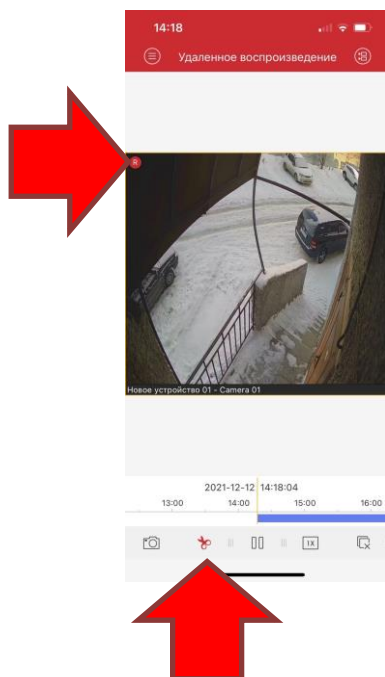 14:18
Удаленное воспроизведение
R
Новое устройство 01 - Camera 01
2021-12-12 14:18:04
13:00 14:00 15:00 16:00
1X